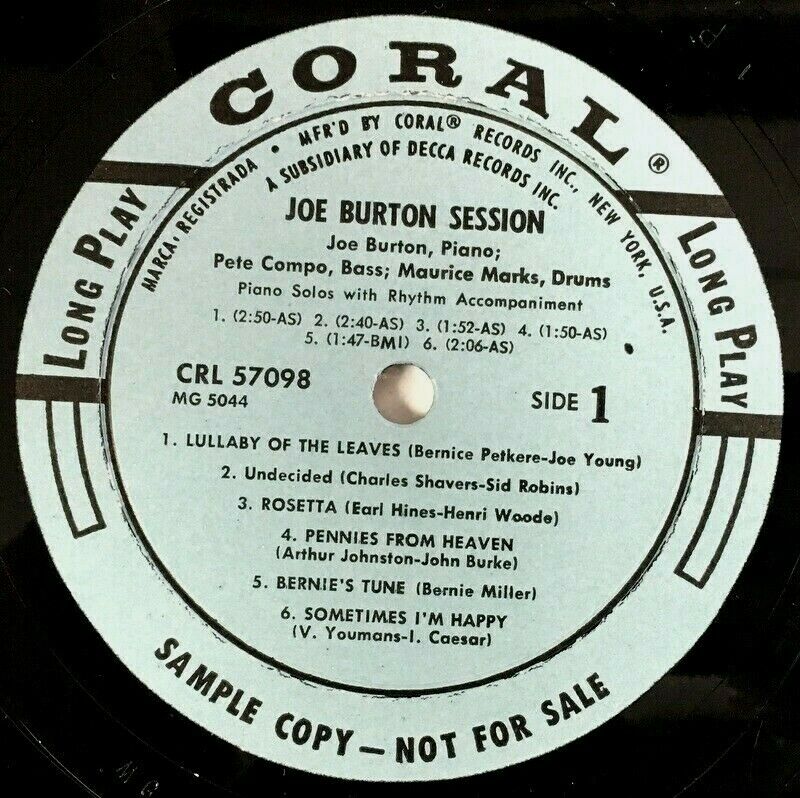 CORAL®
MARCA. REGISTRADA • MFR'D BY CORAL® RECORDS INC., NEW YORK, U.S.A.
A SUBSIDIARY OF DECCA RECORDS INC.
LONG PLAY
LONG PLAY
JOE BURTON SESSION
Joe Burton, Piano;
Pete Compo, Bass; Maurice Marks, Drums
Piano Solos with Rhythm Accompaniment
1. (2:50-AS) 2. (2:40-AS) 3. (1:52-AS) 4. (1:50-AS)
5. (1:47-BMI) 6. (2:06-AS)
CRL 57098
MG 5044
SIDE 1
1. LULLABY OF THE LEAVES (Bernice Petkere-Joe Young)
2. Undecided (Charles Shavers-Sid Robins)
3. ROSETTA (Earl Hines-Henri Woode)
4. PENNIES FROM HEAVEN
(Arthur Johnston-John Burke)
5. BERNIE'S TUNE (Bernie Miller)
6. SOMETIMES I'M HAPPY
(V. Youmans-I. Caesar)
SAMPLE COPY — NOT FOR SALE